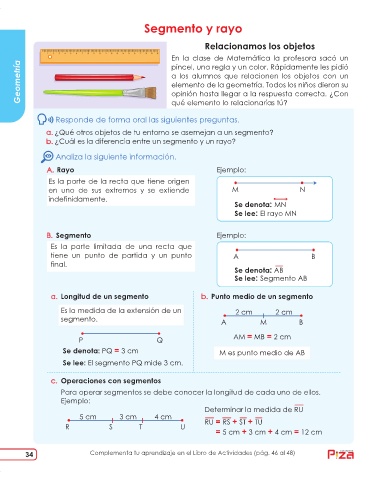 Segmento y rayo
Relacionamos los objetos
En la clase de Matemática la profesora sacó un
pincel, una regla y un color. Rápidamente les pidió
a los alumnos que relacionen los objetos con un
elemento de la geometría. Todos los niños dieron su
opinión hasta llegar a la respuesta correcta. ¿Con
qué elemento lo relacionarías tú?
Geometría
Responde de forma oral las siguientes preguntas.
a. ¿Qué otros objetos de tu entorno se asemejan a un segmento?
b. ¿Cuál es la diferencia entre un segmento y un rayo?
Analiza la siguiente información.
A. Rayo
Es la parte de la recta que tiene origen
en uno de sus extremos y se extiende
indefinidamente.
Ejemplo:
M N
Se denota: MN
Se lee: El rayo MN
B. Segmento
Es la parte limitada de una recta que
tiene un punto de partida y un punto
final.
Ejemplo:
A B
Se denota: AB
Se lee: Segmento AB
a. Longitud de un segmento
Es la medida de la extensión de un
segmento.
P Q
Se denota: PQ = 3 cm
Se lee: El segmento PQ mide 3 cm.
b. Punto medio de un segmento
2 cm 2 cm
A M B
AM = MB = 2 cm
M es punto medio de AB
c. Operaciones con segmentos
Para operar segmentos se debe conocer la longitud de cada uno de ellos.
Ejemplo:
5 cm 3 cm 4 cm
R S T U
Determinar la medida de RU
RU = RS + ST + TU
= 5 cm + 3 cm + 4 cm = 12 cm
34
Complementa tu aprendizaje en el Libro de Actividades (pág. 46 al 48)